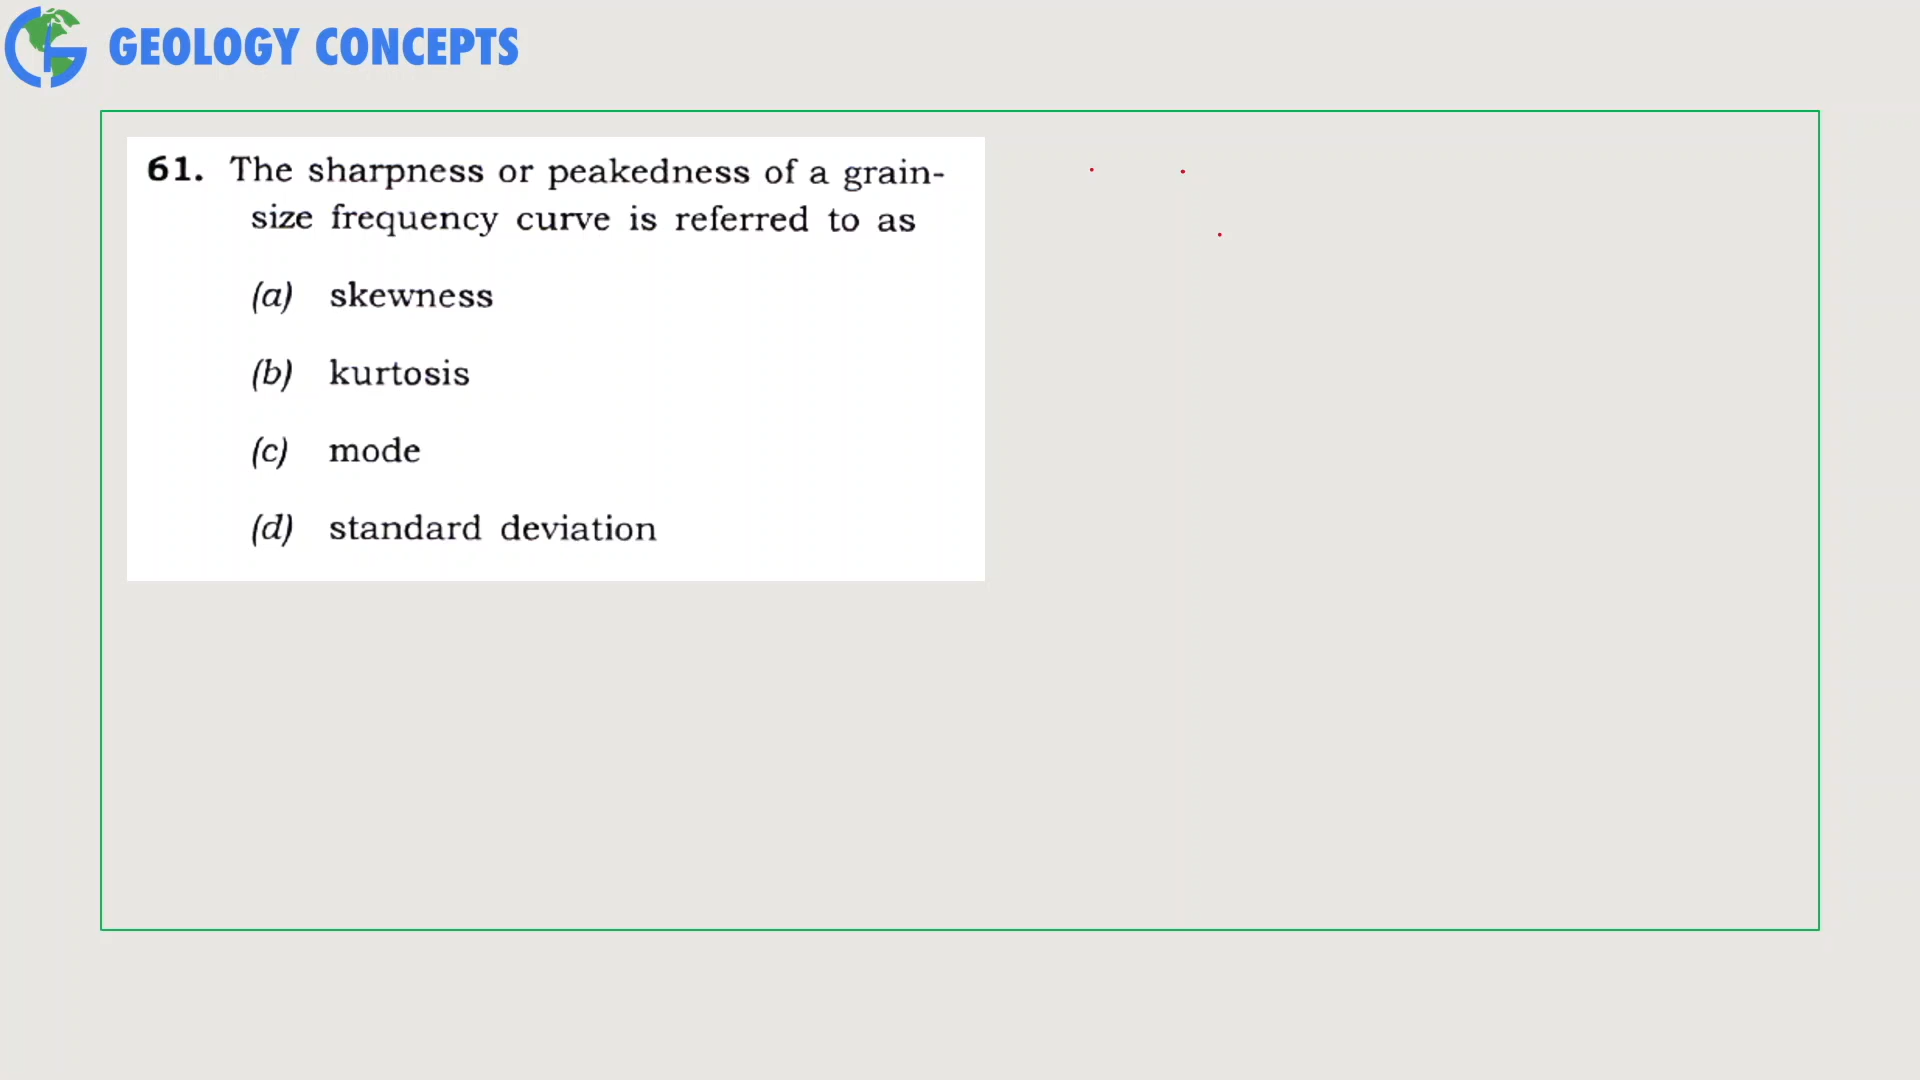 GEOLOGY CONCEPTS
61. The sharpness or peakedness of a grain-
size frequency curve is referred to as
(a) skewness
(b) kurtosis
(c) mode
(d) standard deviation